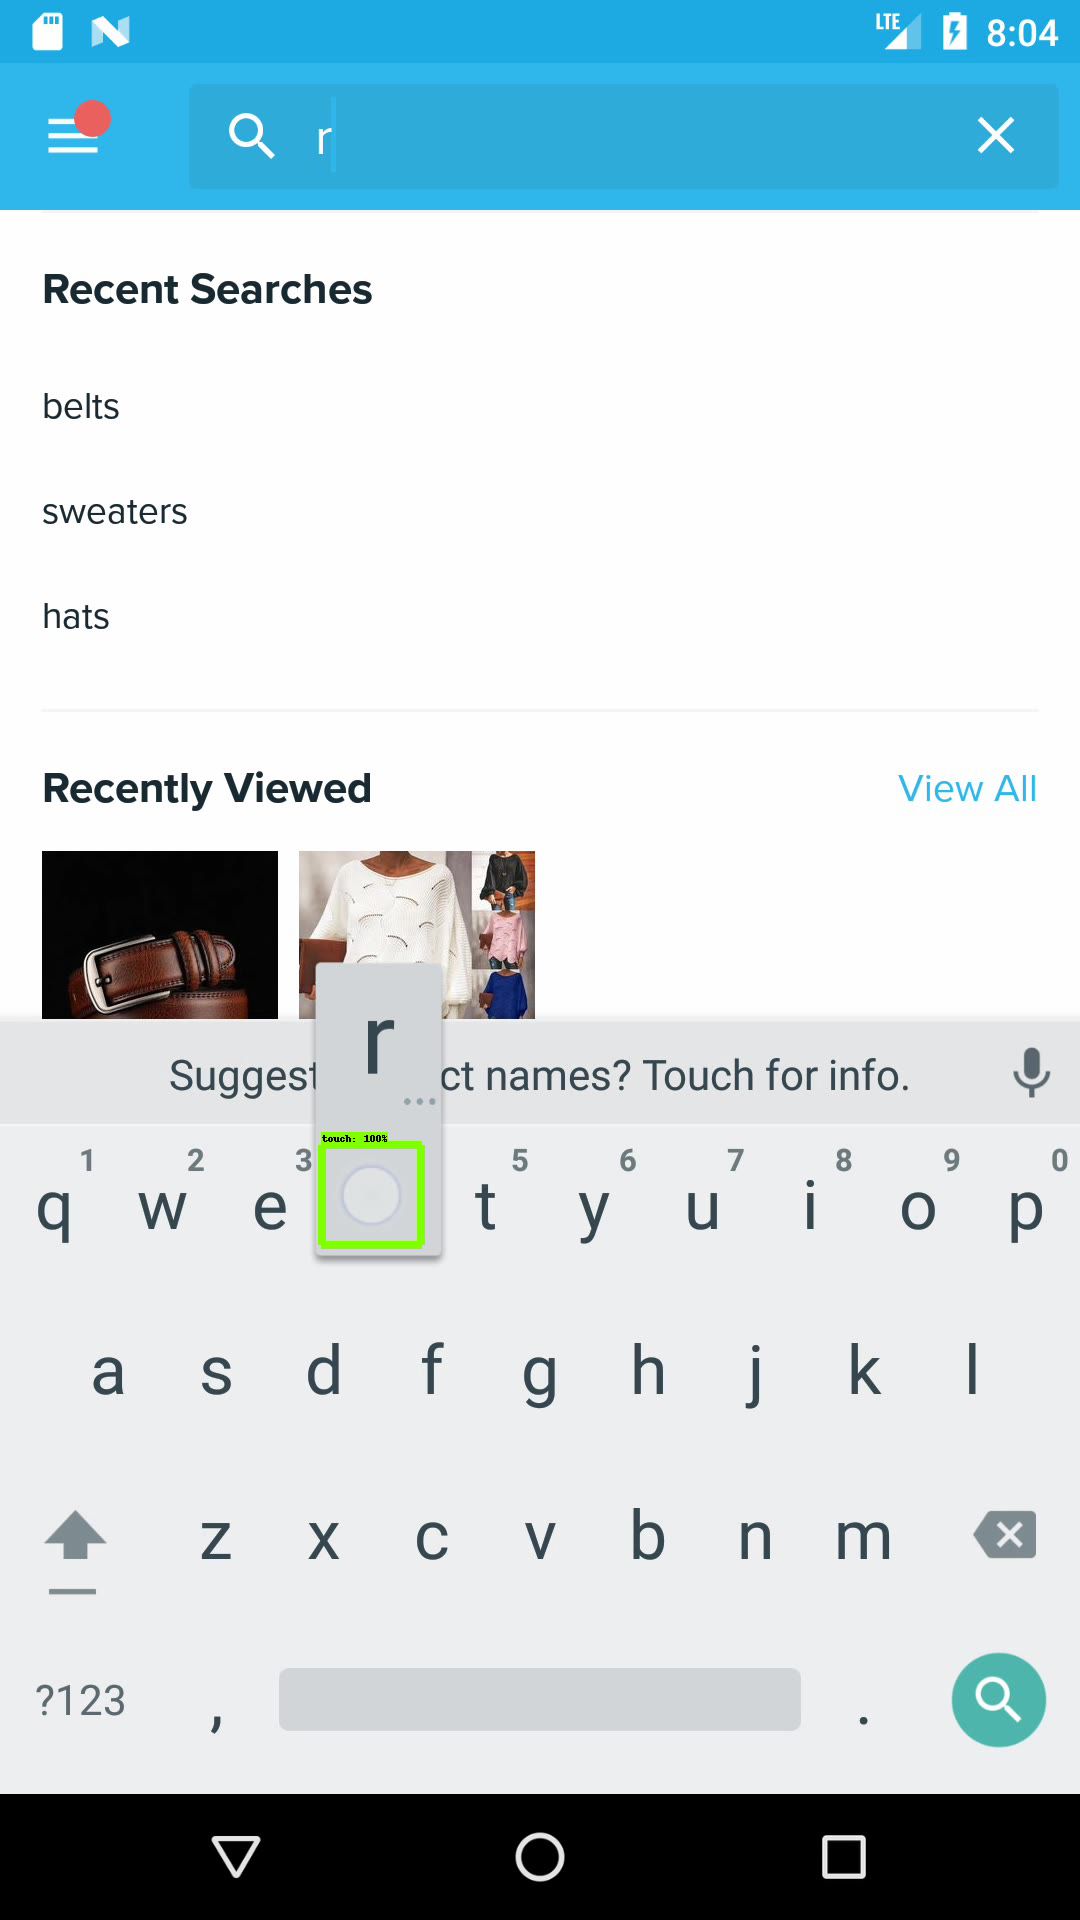 LTE 8:04
r
Recent Searches
belts
sweaters
hats
Recently Viewed View All
r
Suggest ct names? Touch for info.
...
touch: 100%
1 2 3 5 6 7 8 9 0
q w e t y u i o p
a s d f g h j k l
z x c v b n m
?123 , .